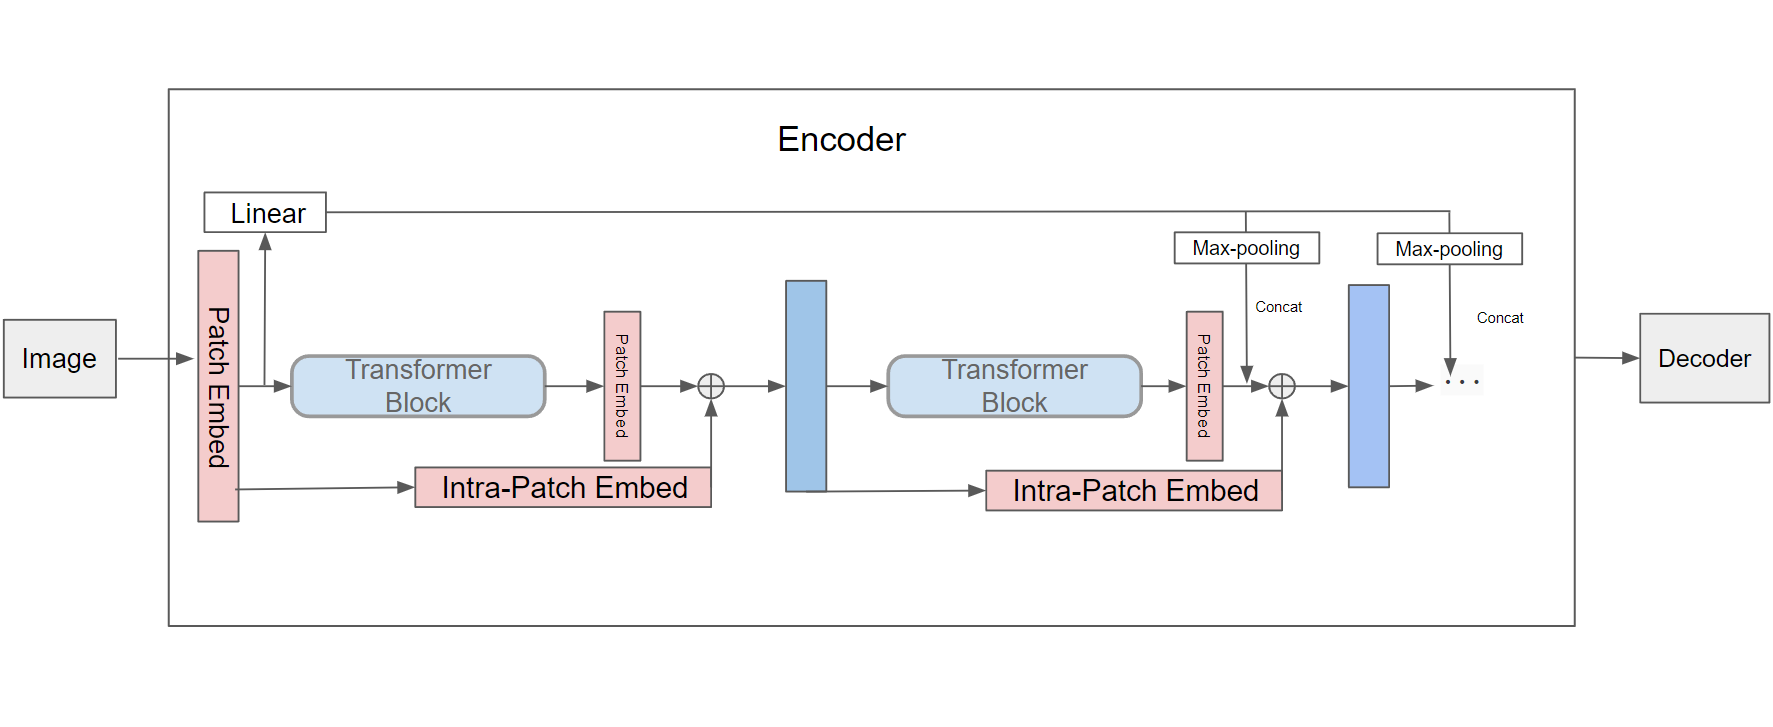 Encoder
Linear
Max-pooling
Max-pooling
Concat
Concat
Image
Patch Embed
Transformer
Block
Patch Embed
Transformer
Block
Patch Embed
...
Decoder
Intra-Patch Embed
Intra-Patch Embed